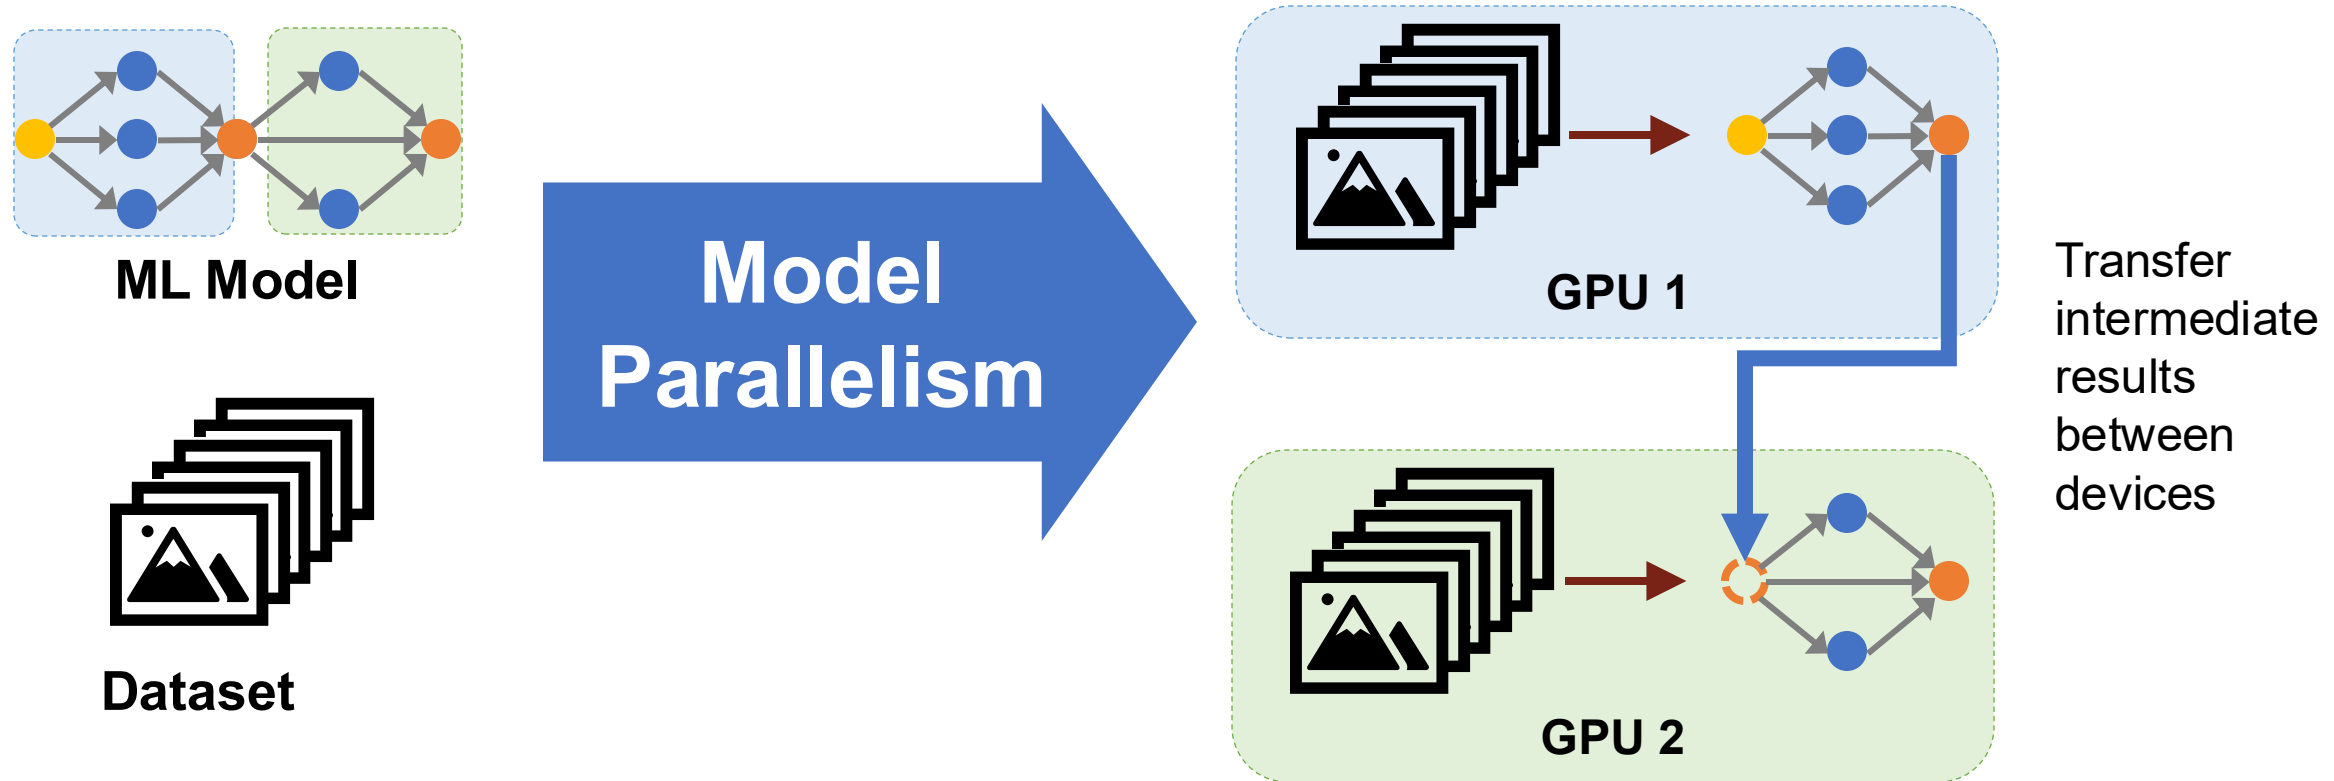 ML Model
Dataset
Model
Parallelism
GPU 1
GPU 2
Transfer
intermediate
results
between
devices